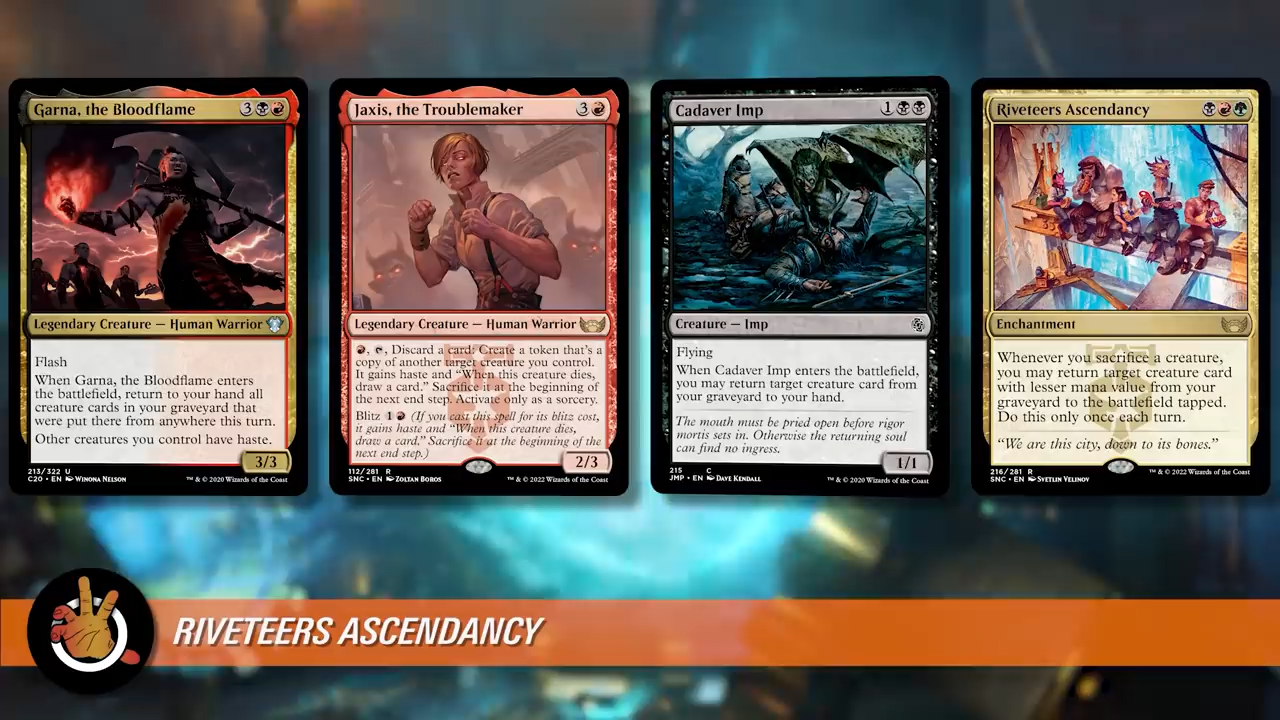 Garna, the Bloodflame 3
Legendary Creature — Human Warrior
Flash
When Garna, the Bloodflame enters
the battlefield, return to your hand all
creature cards in your graveyard that
were put there from anywhere this turn.
Other creatures you control have haste.
3/3
213/322 U
C20 • EN Winona Nelson
™ & © 2020 Wizards of the Coast
Jaxis, the Troublemaker 3
Legendary Creature — Human Warrior
, , Discard a card: Create a token that's a
copy of another target creature you control.
It gains haste and "When this creature dies,
draw a card." Sacrifice it at the beginning of
the next end step. Activate only as a sorcery.
Blitz 1 (If you cast this spell for its blitz cost,
it gains haste and "When this creature dies,
draw a card." Sacrifice it at the beginning of the
next end step.)
2/3
112/281 R
SNC • EN Zoltan Boros
™ & © 2022 Wizards of the Coast
Cadaver Imp 1
Creature — Imp
Flying
When Cadaver Imp enters the battlefield,
you may return target creature card from
your graveyard to your hand.
The mouth must be pried open before rigor
mortis sets in. Otherwise the returning soul
can find no ingress.
1/1
215 C
JMP • EN Dave Kendall
™ & © 2020 Wizards of the Coast
Riveteers Ascendancy
Enchantment
Whenever you sacrifice a creature,
you may return target creature card
with lesser mana value from your
graveyard to the battlefield tapped.
Do this only once each turn.
"We are this city, down to its bones."
216/281 R
SNC • EN Svetlin Velinov
™ & © 2022 Wizards of the Coast
RIVETEERS ASCENDANCY